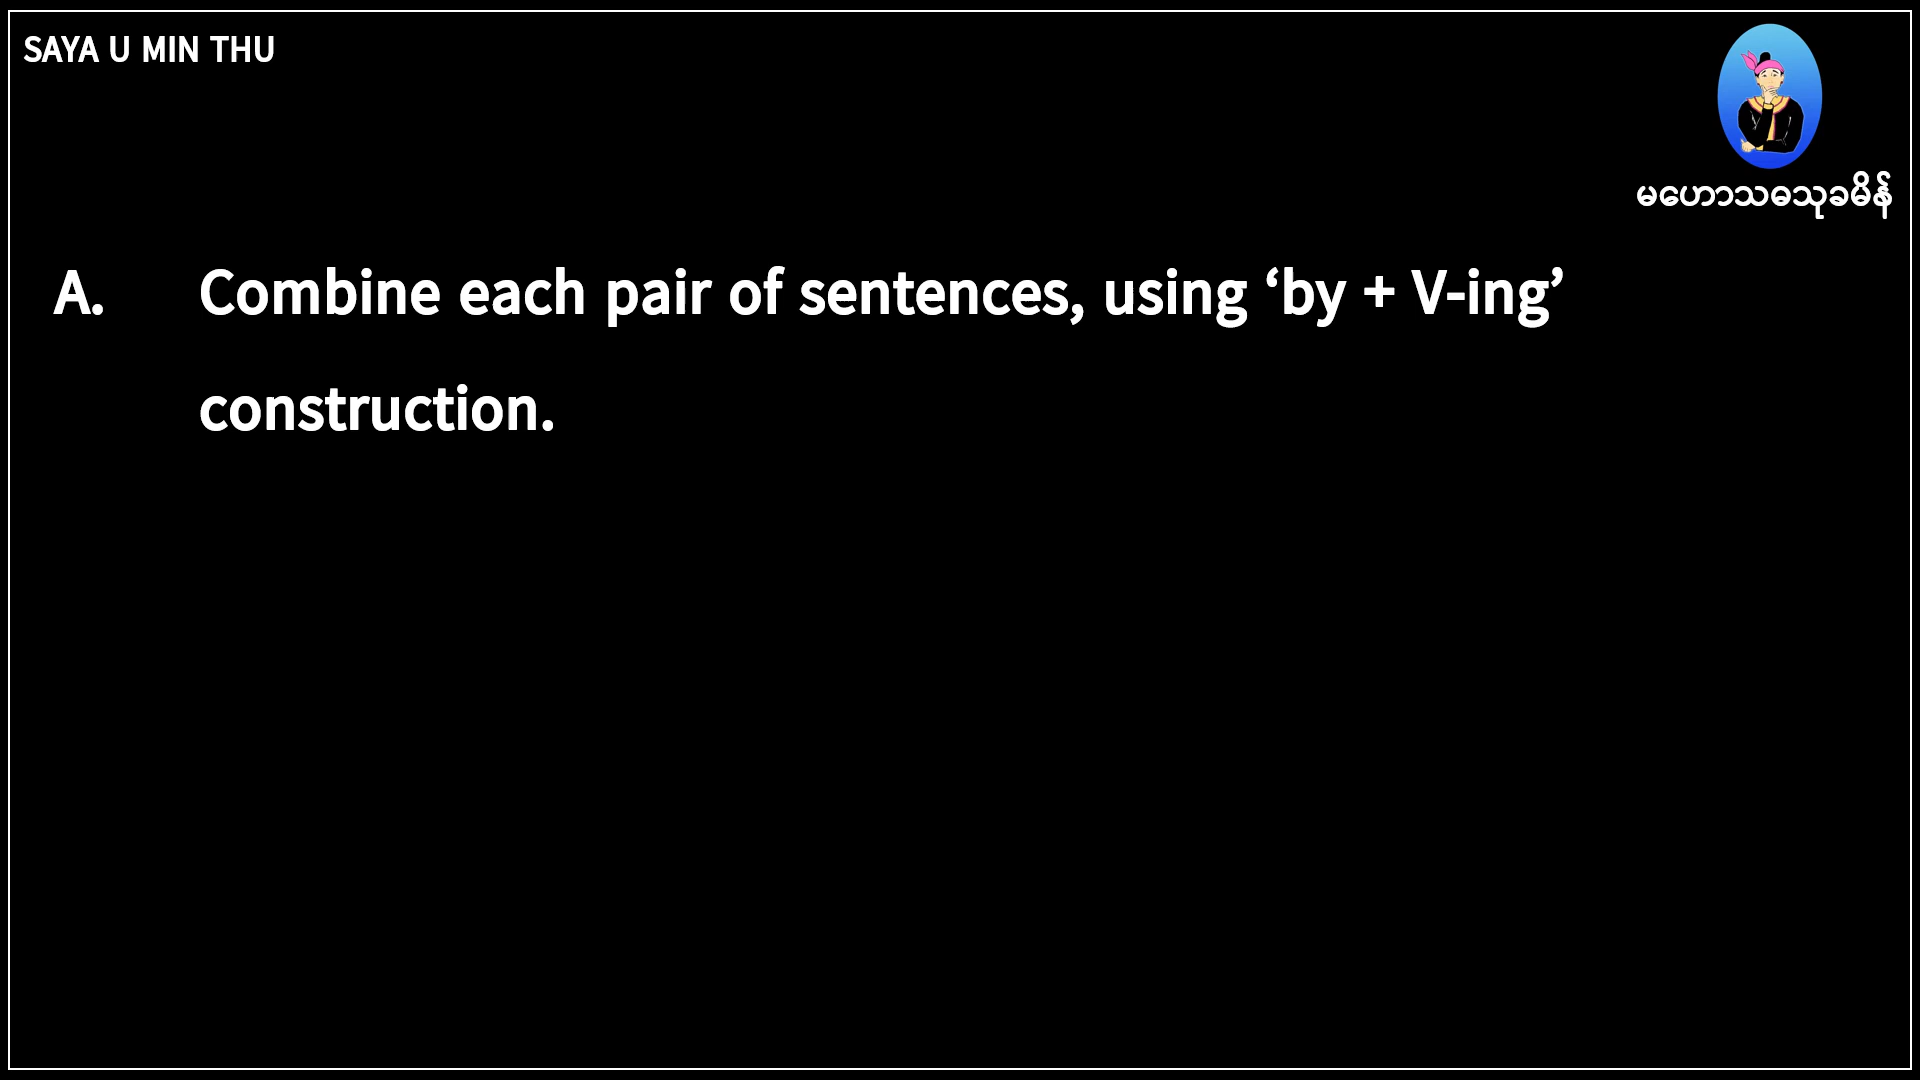 SAYA U MIN THU
မဟောသဓသုခမိန်
A. Combine each pair of sentences, using ‘by + V-ing’
construction.